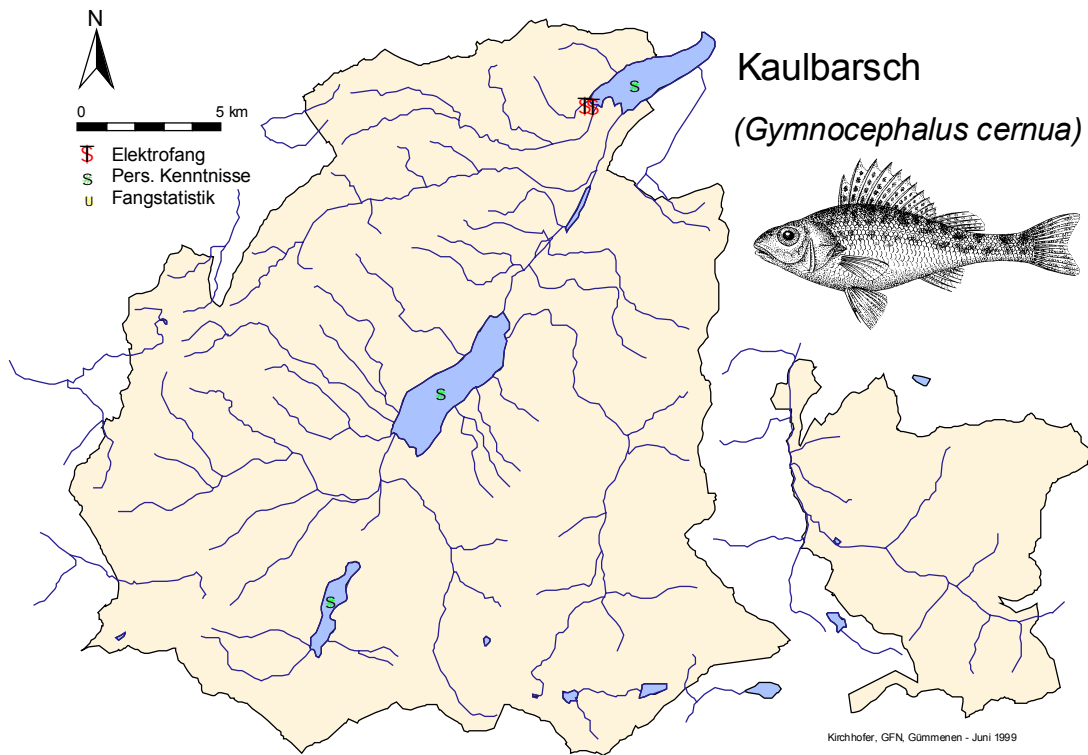 N
0 5 km
Elektrofang
s Pers. Kenntnisse
u Fangstatistik
Kaulbarsch
(Gymnocephalus cernua)
s
s
s
Kirchhofer, GFN, Gümmenen - Juni 1999